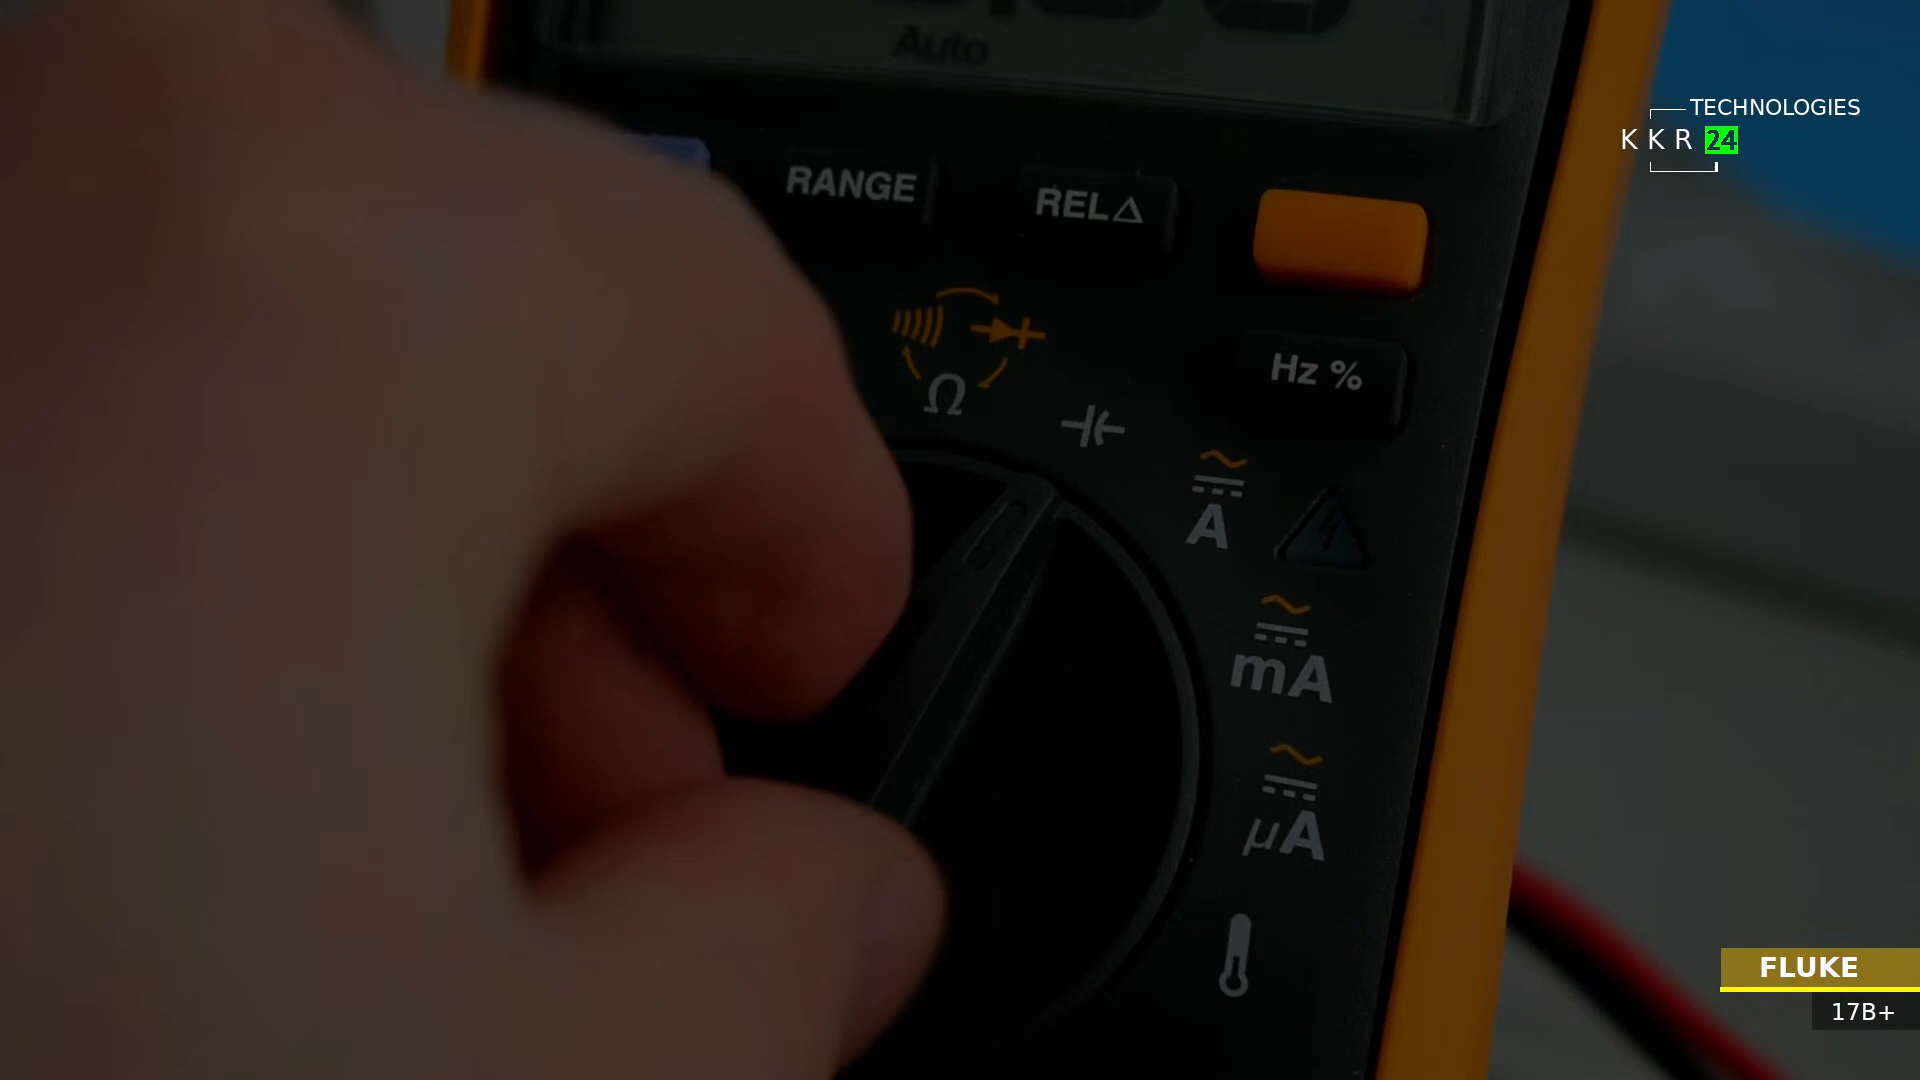 Auto
TECHNOLOGIES
KKR 24
RANGE
REL△
Hz %
Ω
A
mA
µA
FLUKE
17B+